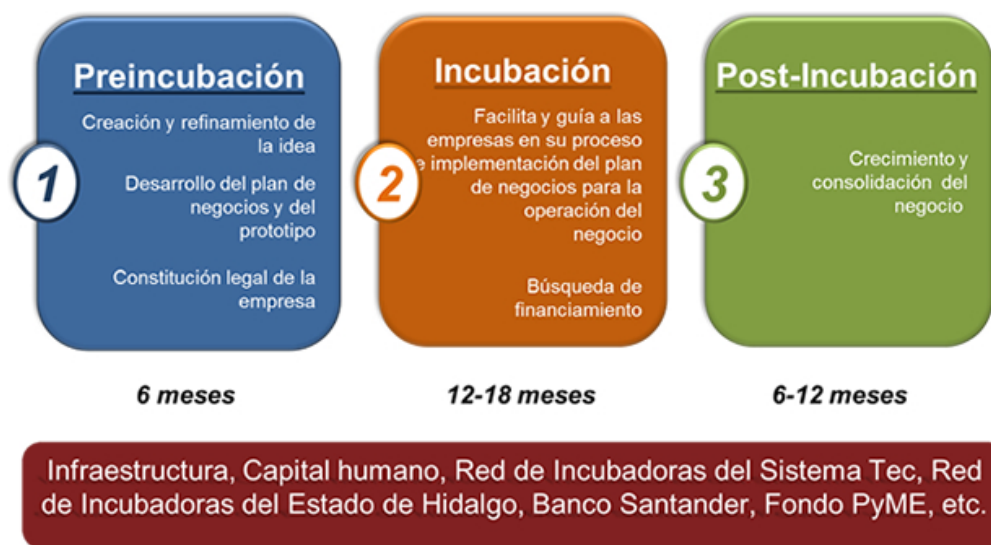 Preincubación
Creación y refinamiento de
la idea
1
Desarrollo del plan de
negocios y del
prototipo
Constitución legal de la
empresa
6 meses
Incubación
Facilita y guía a las
empresas en su proceso
2
e implementación del plan
de negocios para la
operación del
negocio
Búsqueda de
financiamiento
12-18 meses
Post-Incubación
3
Crecimiento y
consolidación del
negocio
6-12 meses
Infraestructura, Capital humano, Red de Incubadoras del Sistema Tec, Red
de Incubadoras del Estado de Hidalgo, Banco Santander, Fondo PyME, etc.